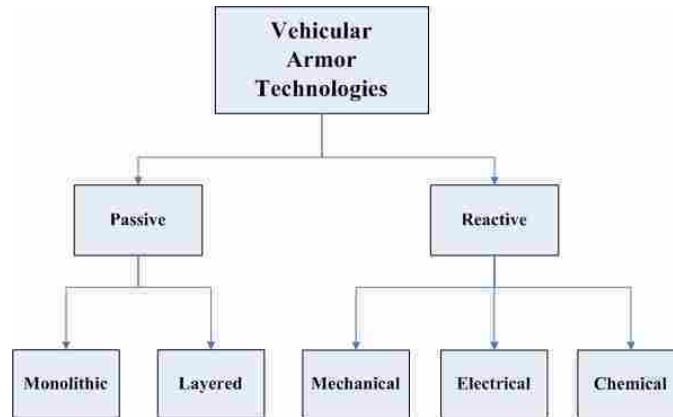 Vehicular
Armor
Technologies
Passive
Reactive
Monolithic
Layered
Mechanical
Electrical
Chemical